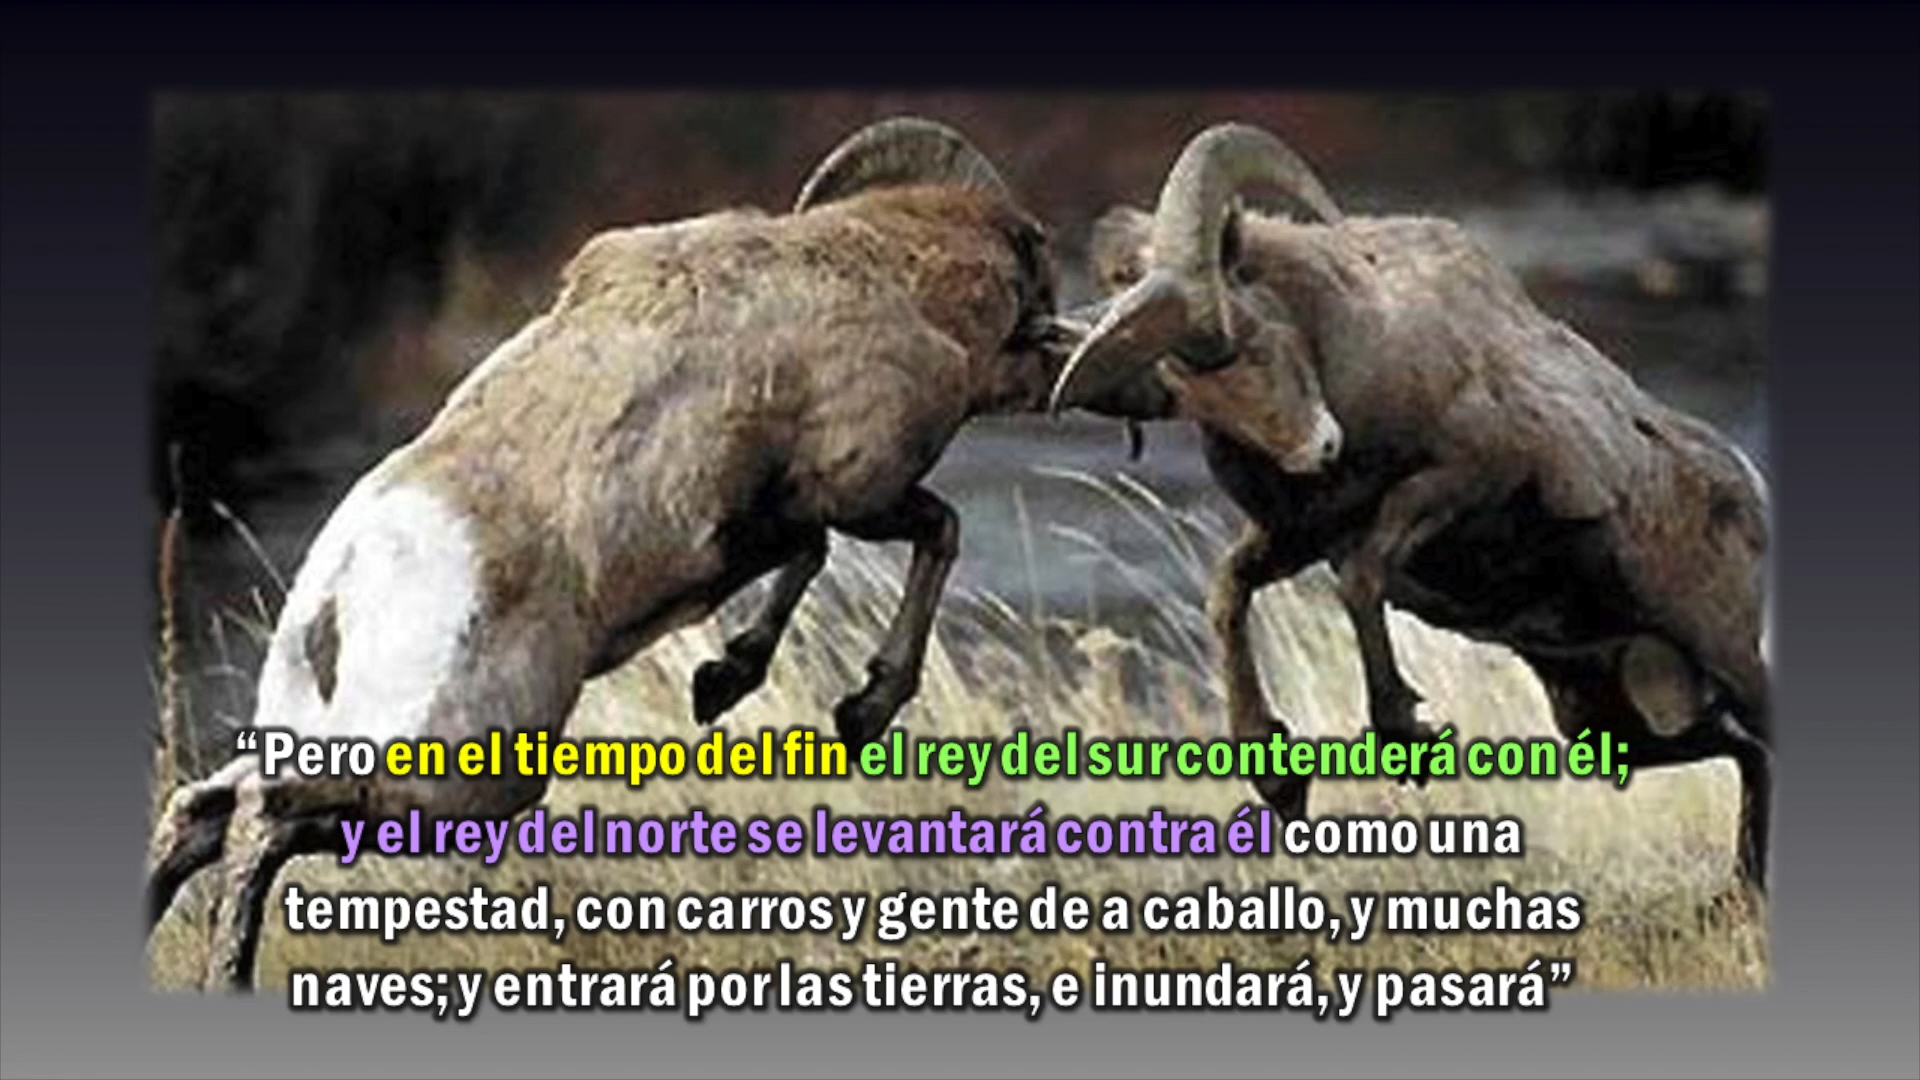 “Pero en el tiempo del fin el rey del sur contenderá con él;
y el rey del norte se levantará contra él como una
tempestad, con carros y gente de a caballo, y muchas
naves; y entrará por las tierras, e inundará, y pasará”